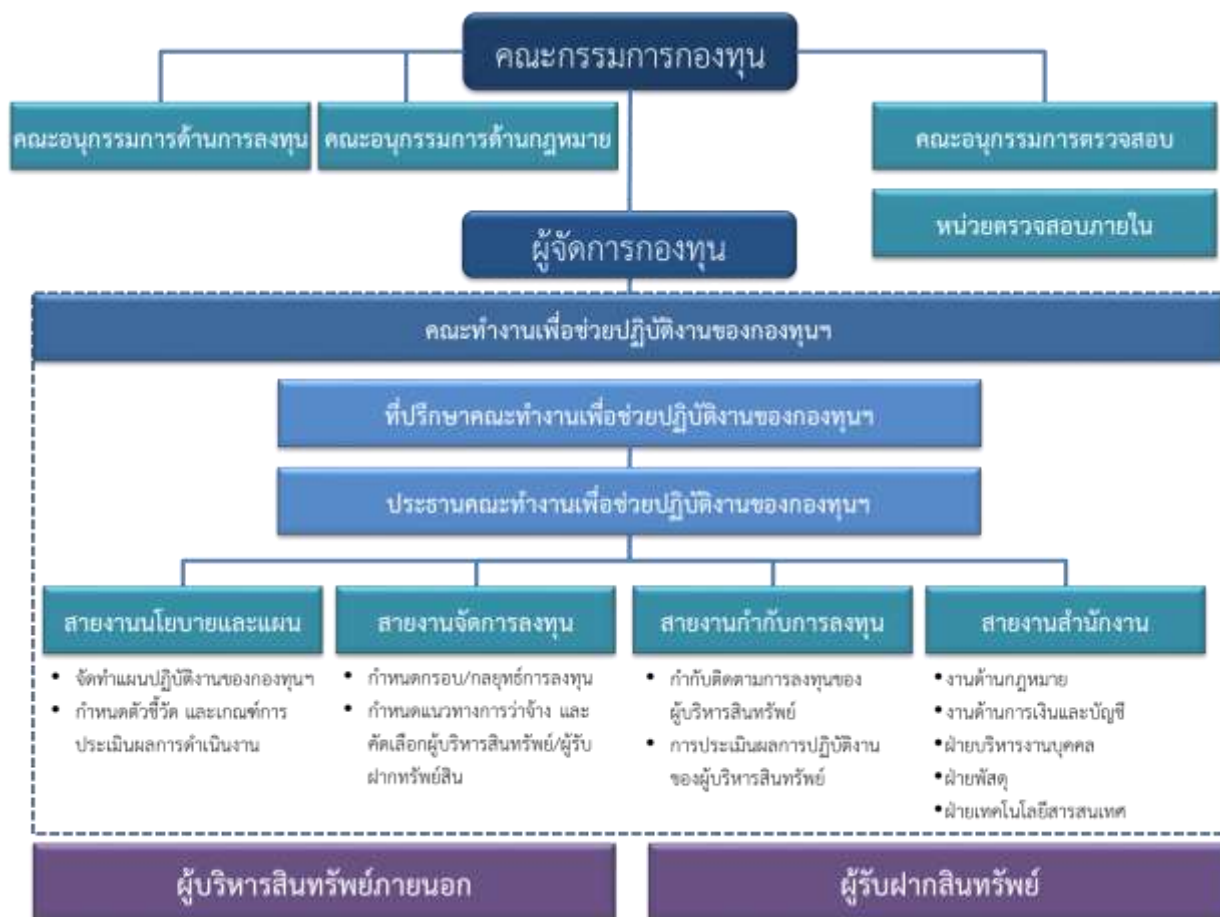 คณะกรรมการกองทุน
คณะอนุกรรมการด้านการลงทุน
คณะอนุกรรมการด้านกฎหมาย
คณะอนุกรรมการตรวจสอบ
หน่วยตรวจสอบภายใน
ผู้จัดการกองทุน
คณะทำงานเพื่อช่วยปฏิบัติงานของกองทุนฯ
ที่ปรึกษาคณะทำงานเพื่อช่วยปฏิบัติงานของกองทุนฯ
ประธานคณะทำงานเพื่อช่วยปฏิบัติงานของกองทุนฯ
สายงานนโยบายและแผน
• จัดทำแผนปฏิบัติงานของกองทุนฯ
• กำหนดตัวชี้วัด และเกณฑ์การ
ประเมินผลการดำเนินงาน
สายงานจัดการลงทุน
• กำหนดกรอบ/กลยุทธ์การลงทุน
• กำหนดแนวทางการว่าจ้าง และ
คัดเลือกผู้บริหารสินทรัพย์/ผู้รับ
ฝากทรัพย์สิน
สายงานกำกับการลงทุน
• กำกับติดตามการลงทุนของ
ผู้บริหารสินทรัพย์
• การประเมินผลการปฏิบัติงาน
ของผู้บริหารสินทรัพย์
สายงานสำนักงาน
•งานด้านกฎหมาย
•งานด้านการเงินและบัญชี
•ฝ่ายบริหารงานบุคคล
•ฝ่ายพัสดุ
•ฝ่ายเทคโนโลยีสารสนเทศ
ผู้บริหารสินทรัพย์ภายนอก
ผู้รับฝากสินทรัพย์